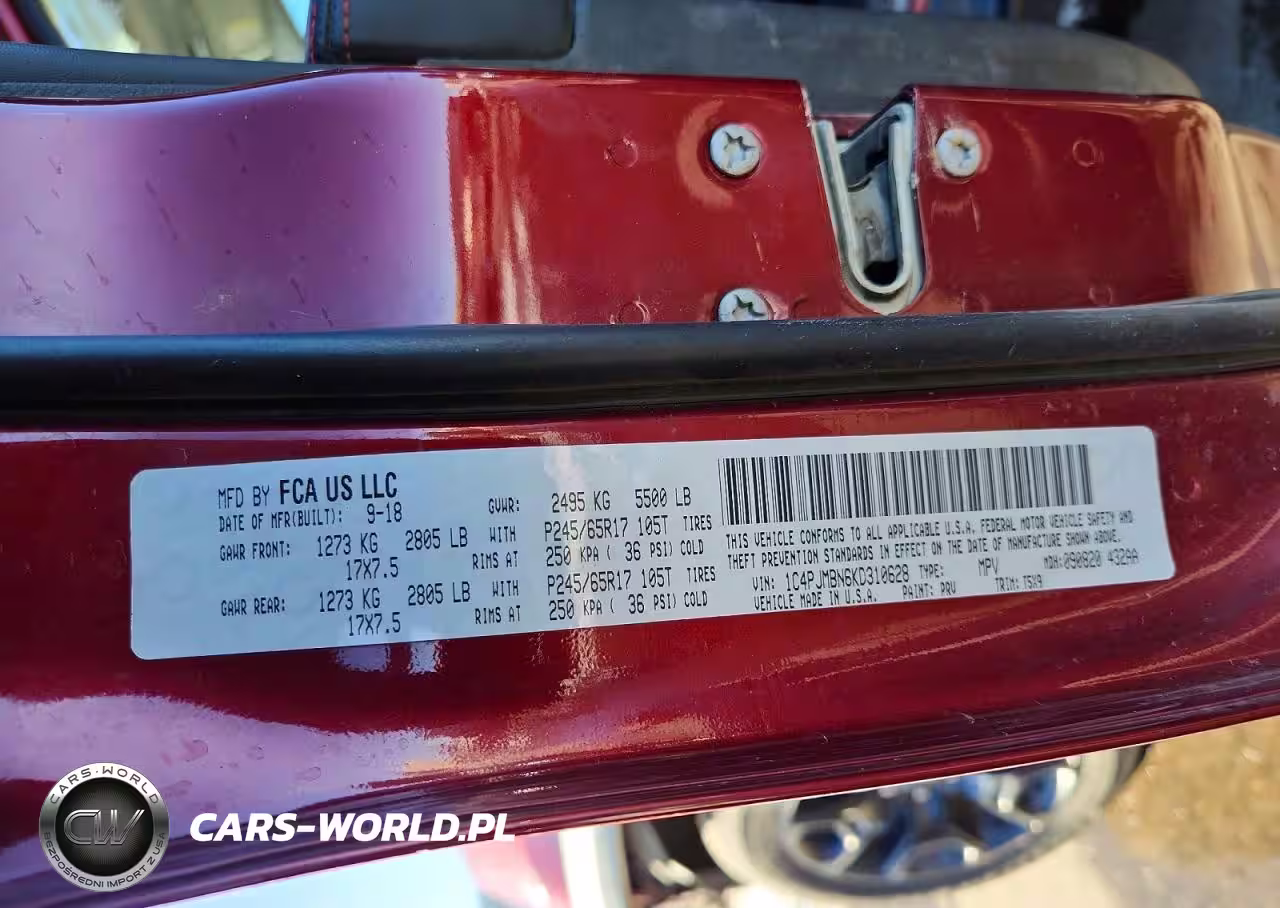 MFD BY FCA US LLC
DATE OF MFR(BUILT): 9-18
GVWR: 2495 KG 5500 LB
GAWR FRONT: 1273 KG 2805 LB WITH P245/65R17 105T TIRES
17X7.5 RIMS AT 250 KPA ( 36 PSI) COLD
GAWR REAR: 1273 KG 2805 LB WITH P245/65R17 105T TIRES
17X7.5 RIMS AT 250 KPA ( 36 PSI) COLD
THIS VEHICLE CONFORMS TO ALL APPLICABLE U.S.A. FEDERAL MOTOR VEHICLE SAFETY AND
THEFT PREVENTION STANDARDS IN EFFECT ON THE DATE OF MANUFACTURE SHOWN ABOVE.
VIN: 1C4PJMBN6KD310628 TYPE: MPV MDH:090820 432AA
VEHICLE MADE IN U.S.A. PAINT: PRV TRIM: T5X9
CARS-WORLD
CW
BEZPOŚREDNI IMPORT Z USA
CARS-WORLD.PL